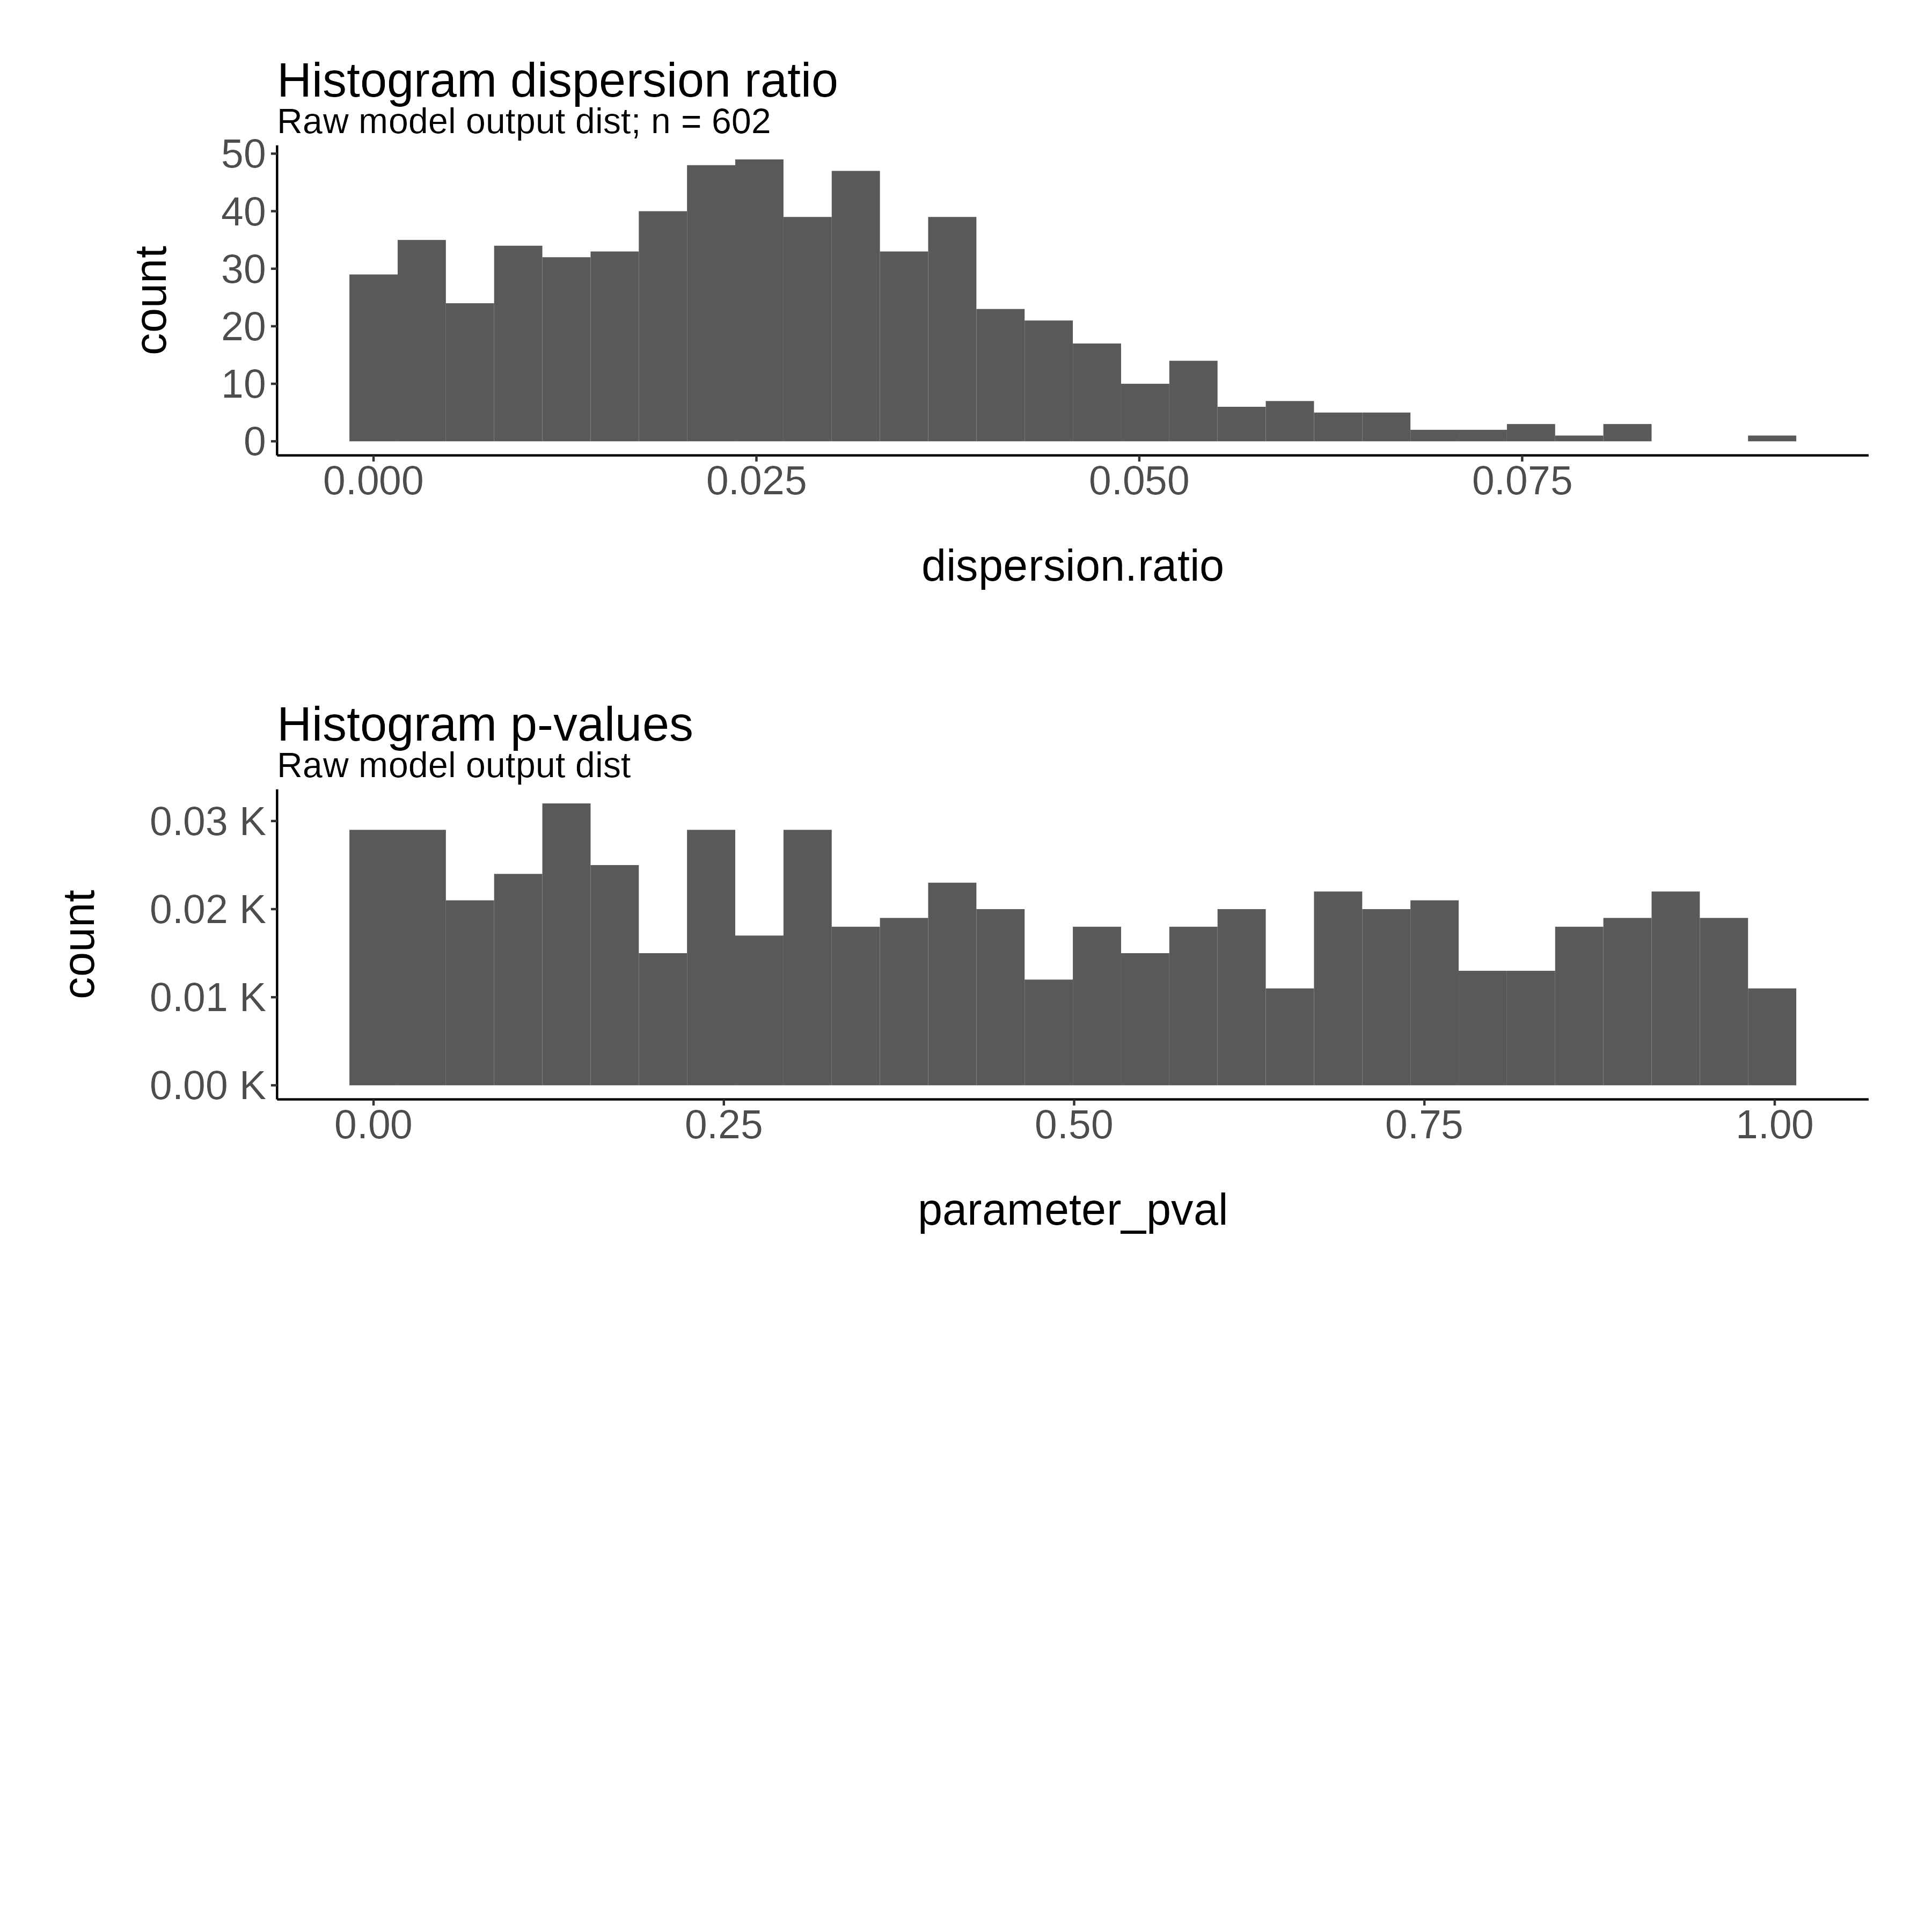 Histogram dispersion ratio
Raw model output dist; n = 602
50
40
30
20
10
0
count
0.000 0.025 0.050 0.075
dispersion.ratio
Histogram p-values
Raw model output dist
0.03 K
0.02 K
0.01 K
0.00 K
count
0.00 0.25 0.50 0.75 1.00
parameter_pval